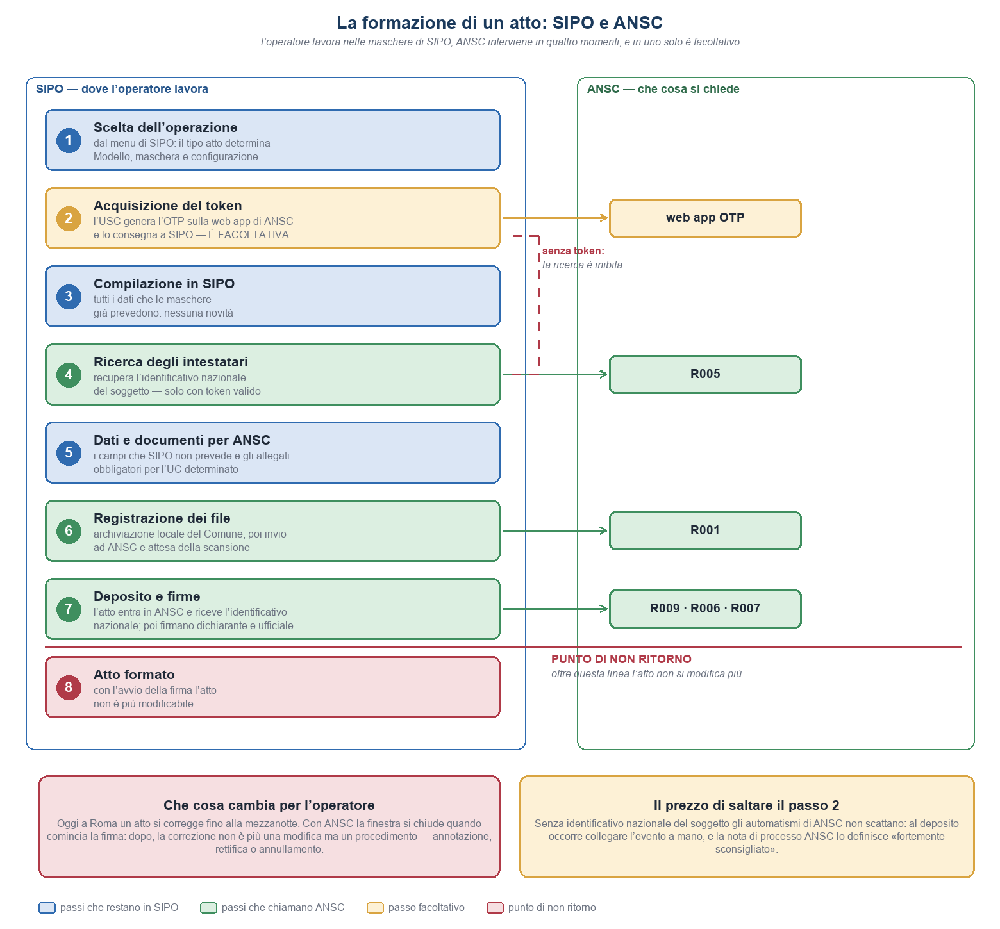 La formazione di un atto: SIPO e ANSC
l’operatore lavora nelle maschere di SIPO; ANSC interviene in quattro momenti, e in uno solo è facoltativo
SIPO — dove l’operatore lavora
ANSC — che cosa si chiede
1
Scelta dell’operazione
dal menu di SIPO: il tipo atto determina
Modello, maschera e configurazione
2
Acquisizione del token
l’USC genera l’OTP sulla web app di ANSC
e lo consegna a SIPO — È FACOLTATIVA
web app OTP
senza token:
la ricerca è inibita
3
Compilazione in SIPO
tutti i dati che le maschere
già prevedono: nessuna novità
4
Ricerca degli intestatari
recupera l’identificativo nazionale
del soggetto — solo con token valido
R005
5
Dati e documenti per ANSC
i campi che SIPO non prevede e gli allegati
obbligatori per l’UC determinato
6
Registrazione dei file
archiviazione locale del Comune, poi invio
ad ANSC e attesa della scansione
R001
7
Deposito e firme
l’atto entra in ANSC e riceve l’identificativo
nazionale; poi firmano dichiarante e ufficiale
R009 · R006 · R007
PUNTO DI NON RITORNO
oltre questa linea l’atto non si modifica più
8
Atto formato
con l’avvio della firma l’atto
non è più modificabile
Che cosa cambia per l’operatore
Oggi a Roma un atto si corregge fino alla mezzanotte. Con ANSC la finestra si chiude quando
comincia la firma: dopo, la correzione non è più una modifica ma un procedimento — annotazione,
rettifica o annullamento.
Il prezzo di saltare il passo 2
Senza identificativo nazionale del soggetto gli automatismi di ANSC non scattano: al deposito
occorre collegare l’evento a mano, e la nota di processo ANSC lo definisce «fortemente
sconsigliato».
passi che restano in SIPO
passi che chiamano ANSC
passo facoltativo
punto di non ritorno